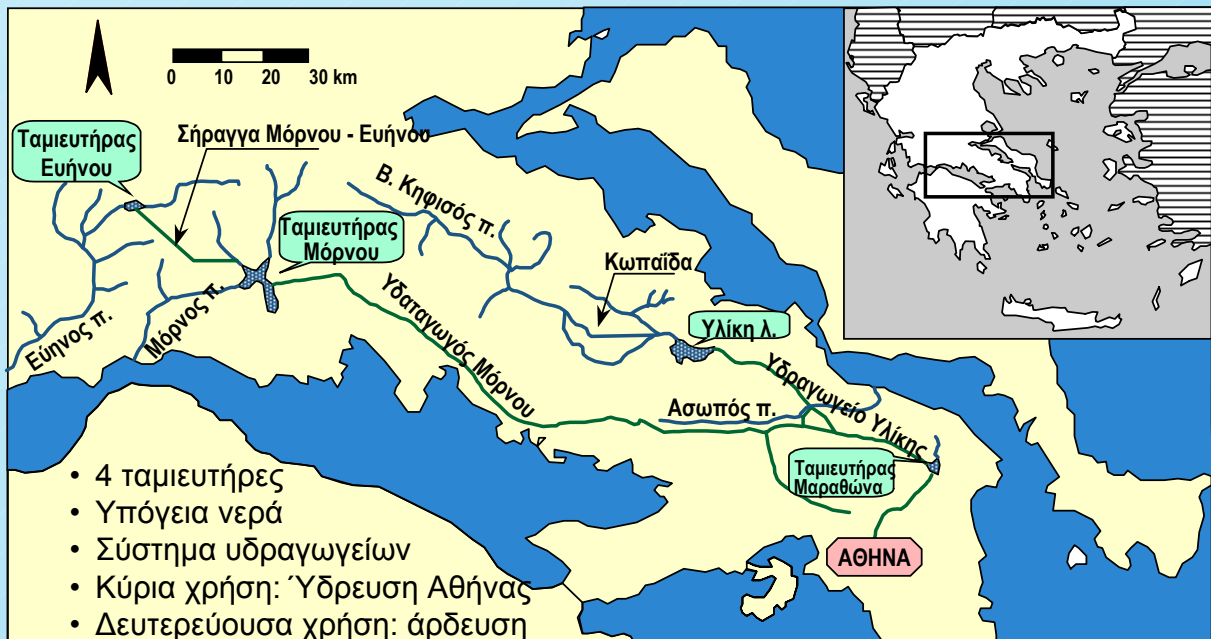 0 10 20 30 km
Ταμιευτήρας
Ευήνου
Σήραγγα Μόρνου - Ευήνου
Β. Κηφισός π.
Ταμιευτήρας
Μόρνου
Κωπαΐδα
Υλίκη λ.
Εύηνος π.
Μόρνος π.
Υδαταγωγός Μόρνου
Υδραγωγείο Υλίκης
Ασωπός π.
Ταμιευτήρας
Μαραθώνα
ΑΘΗΝΑ
• 4 ταμιευτήρες
• Υπόγεια νερά
• Σύστημα υδραγωγείων
• Κύρια χρήση: Ύδρευση Αθήνας
• Δευτερεύουσα χρήση: άρδευση